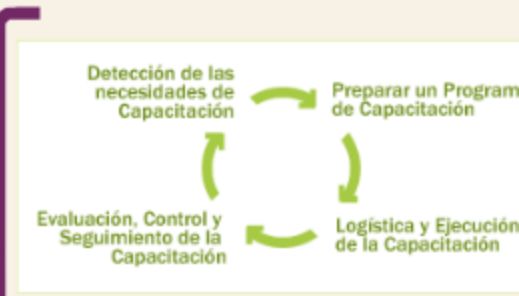 Detección de las
necesidades de
Capacitación
Preparar un Program
de Capacitación
Logística y Ejecución
de la Capacitación
Evaluación, Control y
Seguimiento de la
Capacitación